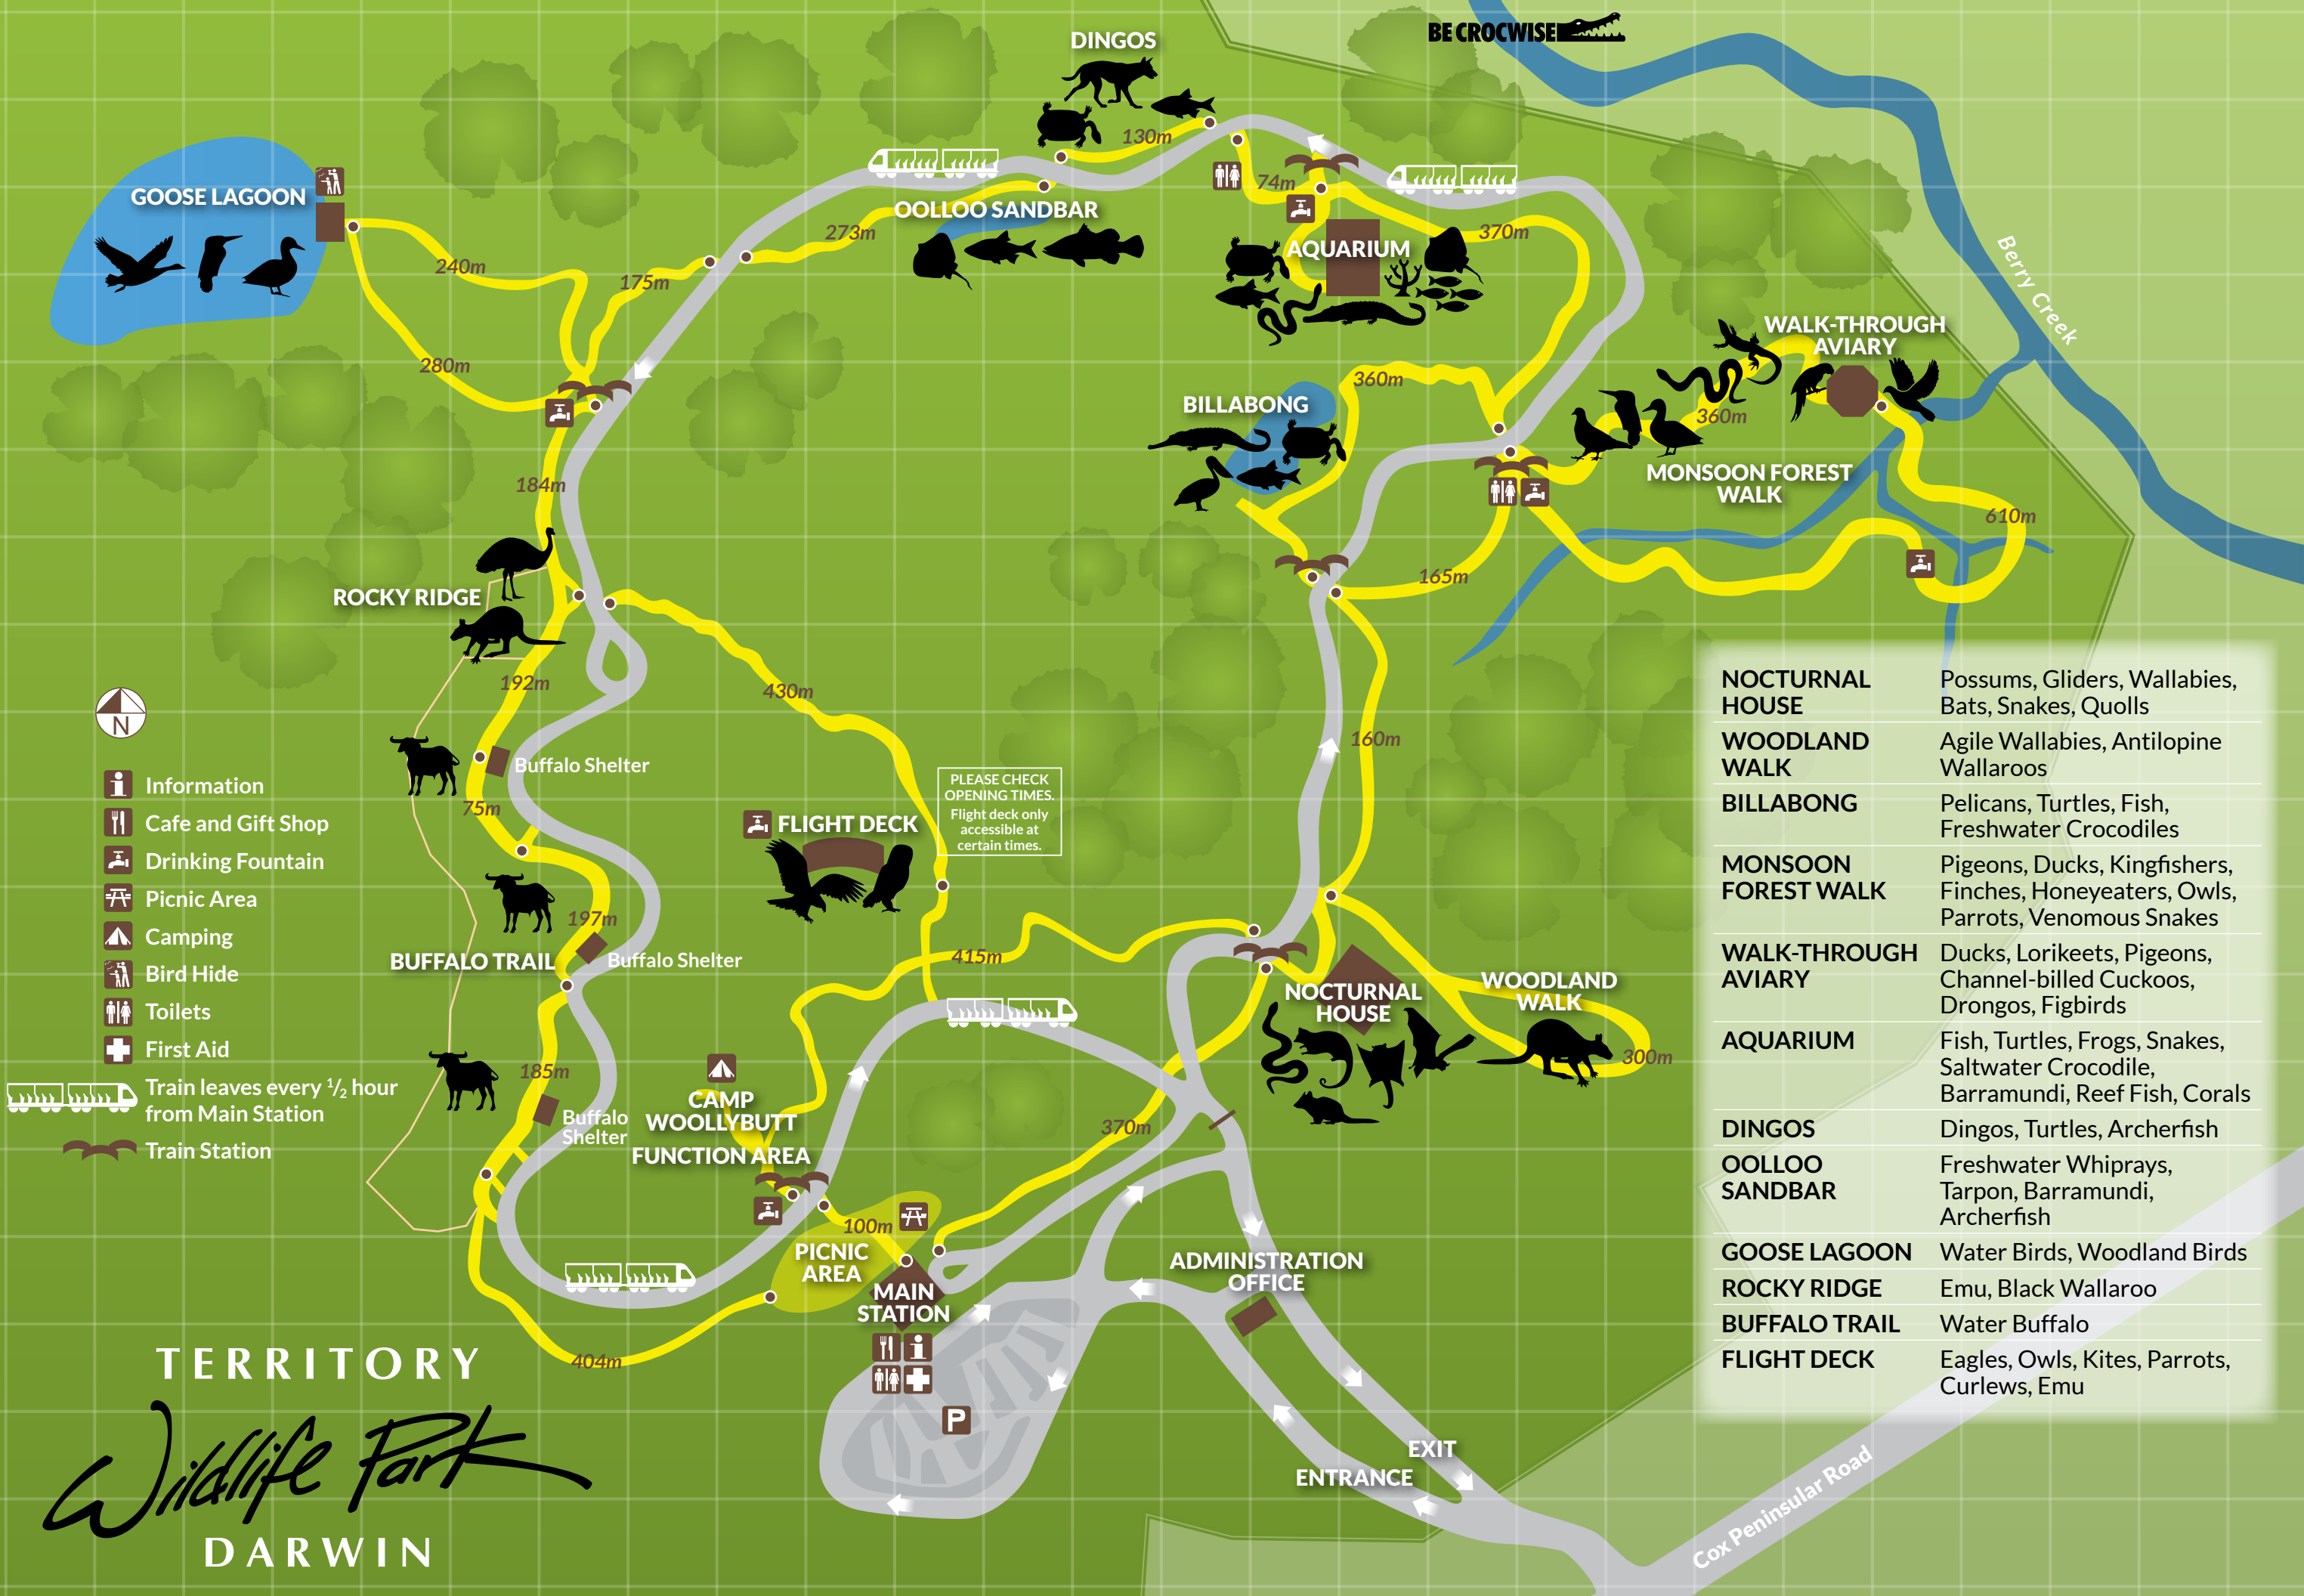 BE CROCWISE
DINGOS
130m
GOOSE LAGOON
74m
OOLLOO SANDBAR
273m
370m
AQUARIUM
240m
175m
Berry Creek
WALK-THROUGH
AVIARY
280m
360m
BILLABONG
360m
MONSOON FOREST
WALK
184m
610m
165m
ROCKY RIDGE
192m
430m
N
160m
Buffalo Shelter
75m
PLEASE CHECK
OPENING TIMES.
Flight deck only
accessible at
certain times.
FLIGHT DECK
197m
BUFFALO TRAIL
Buffalo Shelter
415m
NOCTURNAL
HOUSE
WOODLAND
WALK
300m
185m
Buffalo
Shelter
CAMP
WOOLLYBUTT
FUNCTION AREA
370m
100m
PICNIC
AREA
MAIN
STATION
ADMINISTRATION
OFFICE
404m
P
EXIT
ENTRANCE
Cox Peninsular Road
Information
Cafe and Gift Shop
Drinking Fountain
Picnic Area
Camping
Bird Hide
Toilets
First Aid
Train leaves every 1/2 hour
from Main Station
Train Station
NOCTURNAL HOUSE Possums, Gliders, Wallabies,
Bats, Snakes, Quolls
WOODLAND WALK Agile Wallabies, Antilopine
Wallaroos
BILLABONG Pelicans, Turtles, Fish,
Freshwater Crocodiles
MONSOON FOREST WALK Pigeons, Ducks, Kingfishers,
Finches, Honeyeaters, Owls,
Parrots, Venomous Snakes
WALK-THROUGH AVIARY Ducks, Lorikeets, Pigeons,
Channel-billed Cuckoos,
Drongos, Figbirds
AQUARIUM Fish, Turtles, Frogs, Snakes,
Saltwater Crocodile,
Barramundi, Reef Fish, Corals
DINGOS Dingos, Turtles, Archerfish
OOLLOO SANDBAR Freshwater Whiprays,
Tarpon, Barramundi,
Archerfish
GOOSE LAGOON Water Birds, Woodland Birds
ROCKY RIDGE Emu, Black Wallaroo
BUFFALO TRAIL Water Buffalo
FLIGHT DECK Eagles, Owls, Kites, Parrots,
Curlews, Emu
TERRITORY
Wildlife Park
DARWIN